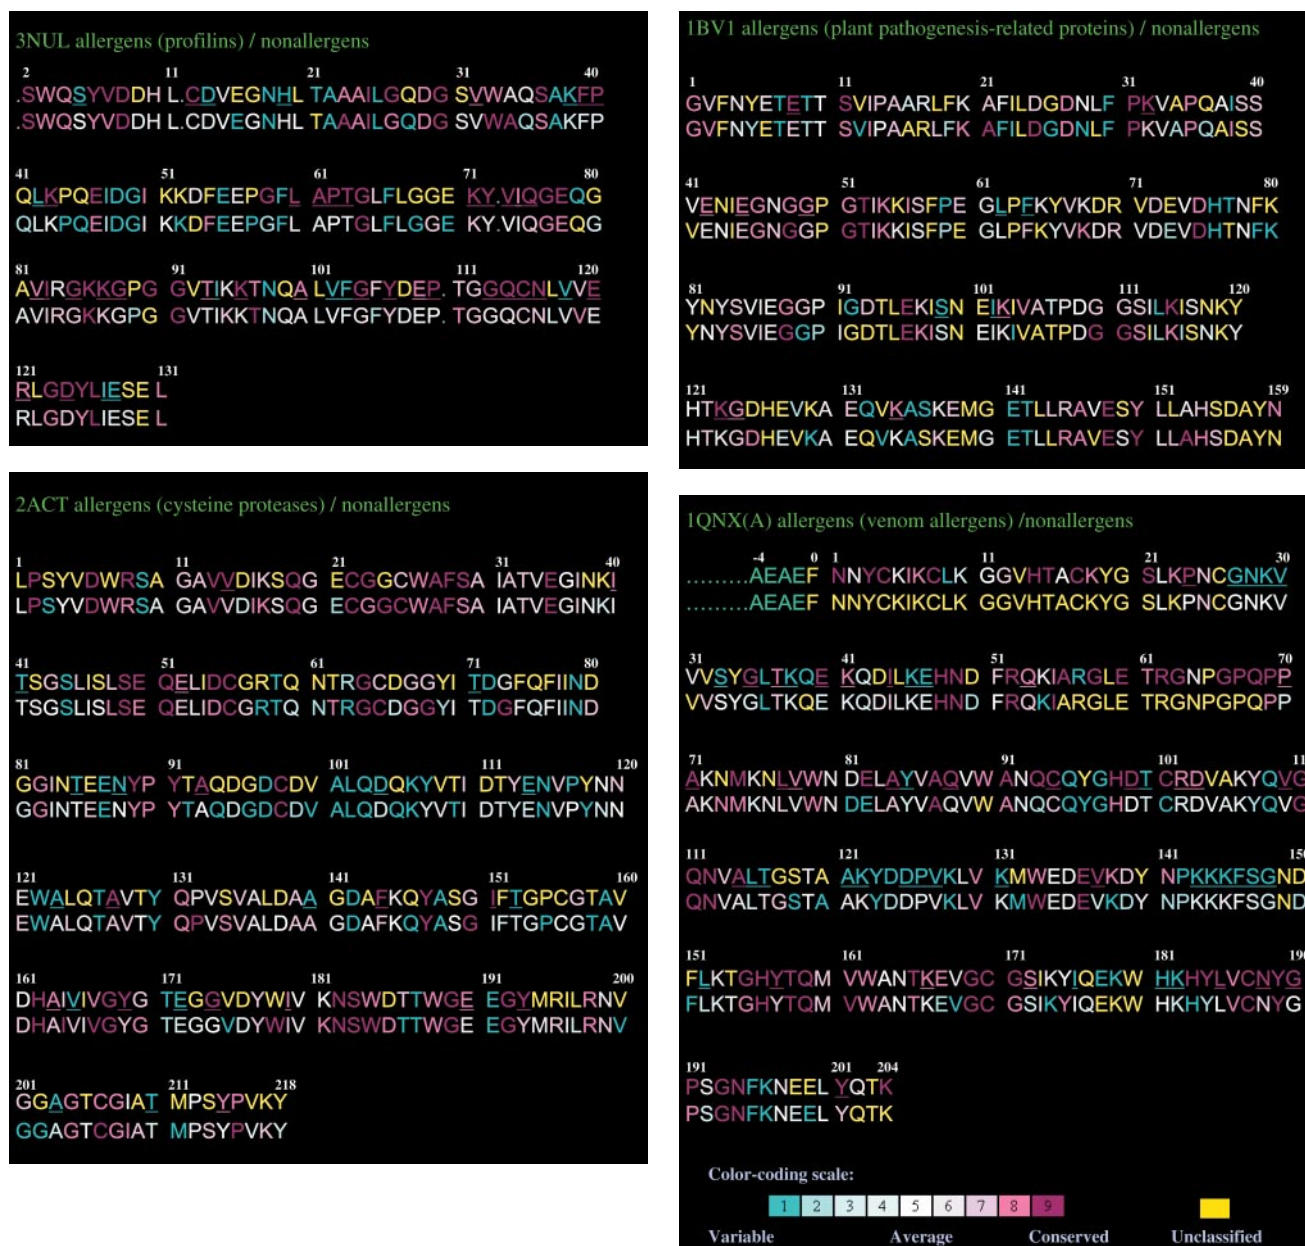 3NUL allergens (profilins) / nonallergens
2 11 21 31 40
.SWQSYVDDH L.CDVEGNHL TAAAILGQDG SVWAQSAKFP
.SWQSYVDDH L.CDVEGNHL TAAAILGQDG SVWAQSAKFP
41 51 61 71 80
QLKPQEIDGI KKDFEEPGFL APTGLFLGGE KY.VIQGEQG
QLKPQEIDGI KKDFEEPGFL APTGLFLGGE KY.VIQGEQG
81 91 101 111 120
AVIRGKKGPG GVTIKKTNQA LVFGFYDEP. TGGQCNLVVE
AVIRGKKGPG GVTIKKTNQA LVFGFYDEP. TGGQCNLVVE
121 131
RLGDYLIESE L
RLGDYLIESE L
1BV1 allergens (plant pathogenesis-related proteins) / nonallergens
1 11 21 31 40
GVFNYETETT SVIPAARLFK AFILDGDNLF PKVAPQAISS
GVFNYETETT SVIPAARLFK AFILDGDNLF PKVAPQAISS
41 51 61 71 80
VENIEGNGGP GTIKKISFPE GLPFKYVKDR VDEVDHTNFK
VENIEGNGGP GTIKKISFPE GLPFKYVKDR VDEVDHTNFK
81 91 101 111 120
YNYSVIEGGP IGDTLEKISN EIKIVATPDG GSILKISNKY
YNYSVIEGGP IGDTLEKISN EIKIVATPDG GSILKISNKY
121 131 141 151 159
HTKGDHEVKA EQVKASKEMG ETLLRAVESY LLAHSDAYN
HTKGDHEVKA EQVKASKEMG ETLLRAVESY LLAHSDAYN
2ACT allergens (cysteine proteases) / nonallergens
1 11 21 31 40
LPSYVDWRSA GAVVDIKSQG ECGGCWAFSA IATVEGINKI
LPSYVDWRSA GAVVDIKSQG ECGGCWAFSA IATVEGINKI
41 51 61 71 80
TSGSLISLSE QELIDCGRTQ NTRGCDGGYI TDGFQFIIND
TSGSLISLSE QELIDCGRTQ NTRGCDGGYI TDGFQFIIND
81 91 101 111 120
GGINTEENYP YTAQDGDCDV ALQDQKYVTI DTYENVPYNN
GGINTEENYP YTAQDGDCDV ALQDQKYVTI DTYENVPYNN
121 131 141 151 160
EWALQTAVTY QPVSVALDAA GDAFKQYASG IFTGPCGTAV
EWALQTAVTY QPVSVALDAA GDAFKQYASG IFTGPCGTAV
161 171 181 191 200
DHAIVIVGYG TEGGVDYWIV KNSWDTTWGE EGYMRILRNV
DHAIVIVGYG TEGGVDYWIV KNSWDTTWGE EGYMRILRNV
201 211 218
GGAGTCGIAT MPSYPVKY
GGAGTCGIAT MPSYPVKY
1QNX(A) allergens (venom allergens) /nonallergens
-4 0 1 11 21 30
.........AEAEF NNYCKIKCLK GGVHTACKYG SLKPNCGNKV
.........AEAEF NNYCKIKCLK GGVHTACKYG SLKPNCGNKV
31 41 51 61 70
VVSYGLTKQE KQDILKEHND FRQKIARGLE TRGNPGPQPP
VVSYGLTKQE KQDILKEHND FRQKIARGLE TRGNPGPQPP
71 81 91 101 11
AKNMKNLVWN DELAYVAQVW ANQCQYGHDT CRDVAKYQVG
AKNMKNLVWN DELAYVAQVW ANQCQYGHDT CRDVAKYQVG
111 121 131 141 150
QNVALTGSTA AKYDDPVKLV KMWEDEVKDY NPKKKFSGND
QNVALTGSTA AKYDDPVKLV KMWEDEVKDY NPKKKFSGND
151 161 171 181 190
FLKTGHYTQM VWANTKEVGC GSIKYIQEKW HKHYLVCNYG
FLKTGHYTQM VWANTKEVGC GSIKYIQEKW HKHYLVCNYG
191 201 204
PSGNFKNEEL YQTK
PSGNFKNEEL YQTK
Color-coding scale:
1 2 3 4 5 6 7 8 9
Variable Average Conserved Unclassified